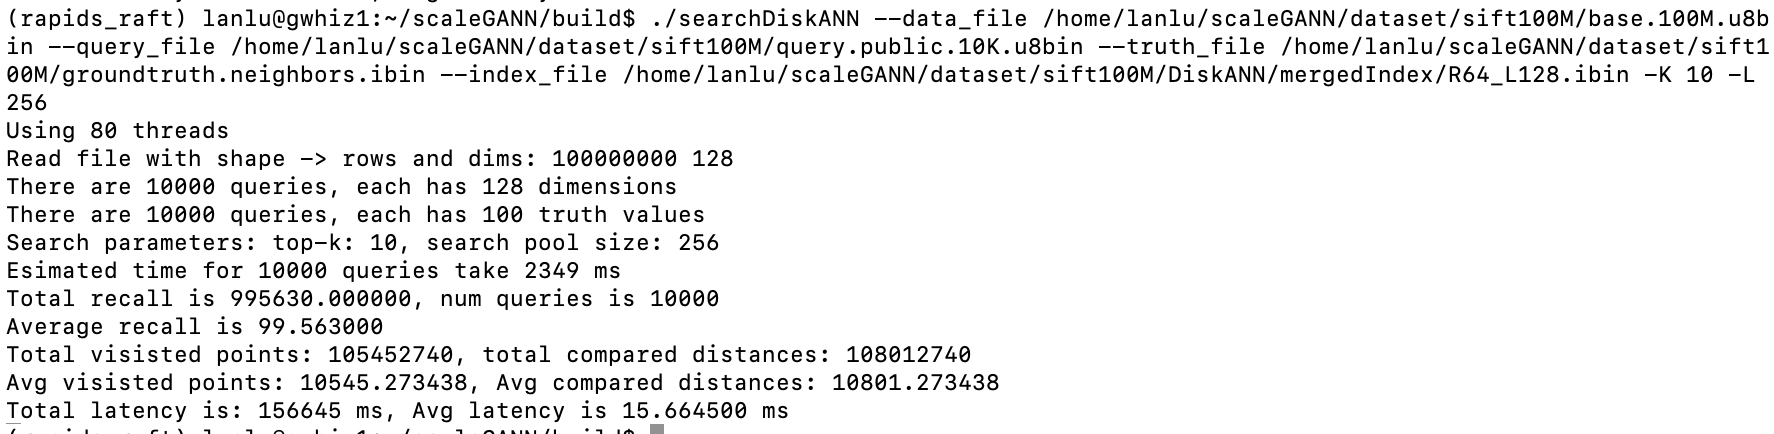 (rapids_raft) lanlu@gwhiz1:~/scaleGANN/build$ ./searchDiskANN --data_file /home/lanlu/scaleGANN/dataset/sift100M/base.100M.u8b
in --query_file /home/lanlu/scaleGANN/dataset/sift100M/query.public.10K.u8bin --truth_file /home/lanlu/scaleGANN/dataset/sift1
00M/groundtruth.neighbors.ibin --index_file /home/lanlu/scaleGANN/dataset/sift100M/DiskANN/mergedIndex/R64_L128.ibin -K 10 -L
256
Using 80 threads
Read file with shape -> rows and dims: 100000000 128
There are 10000 queries, each has 128 dimensions
There are 10000 queries, each has 100 truth values
Search parameters: top-k: 10, search pool size: 256
Esimated time for 10000 queries take 2349 ms
Total recall is 995630.000000, num queries is 10000
Average recall is 99.563000
Total visisted points: 105452740, total compared distances: 108012740
Avg visisted points: 10545.273438, Avg compared distances: 10801.273438
Total latency is: 156645 ms, Avg latency is 15.664500 ms